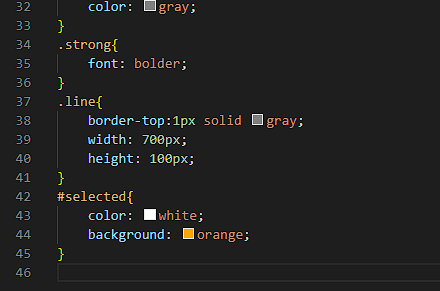 32 color: gray;
33 }
34 .strong{
35 font: bolder;
36 }
37 .line{
38 border-top:1px solid gray;
39 width: 700px;
40 height: 100px;
41 }
42 #selected{
43 color: white;
44 background: orange;
45 }
46